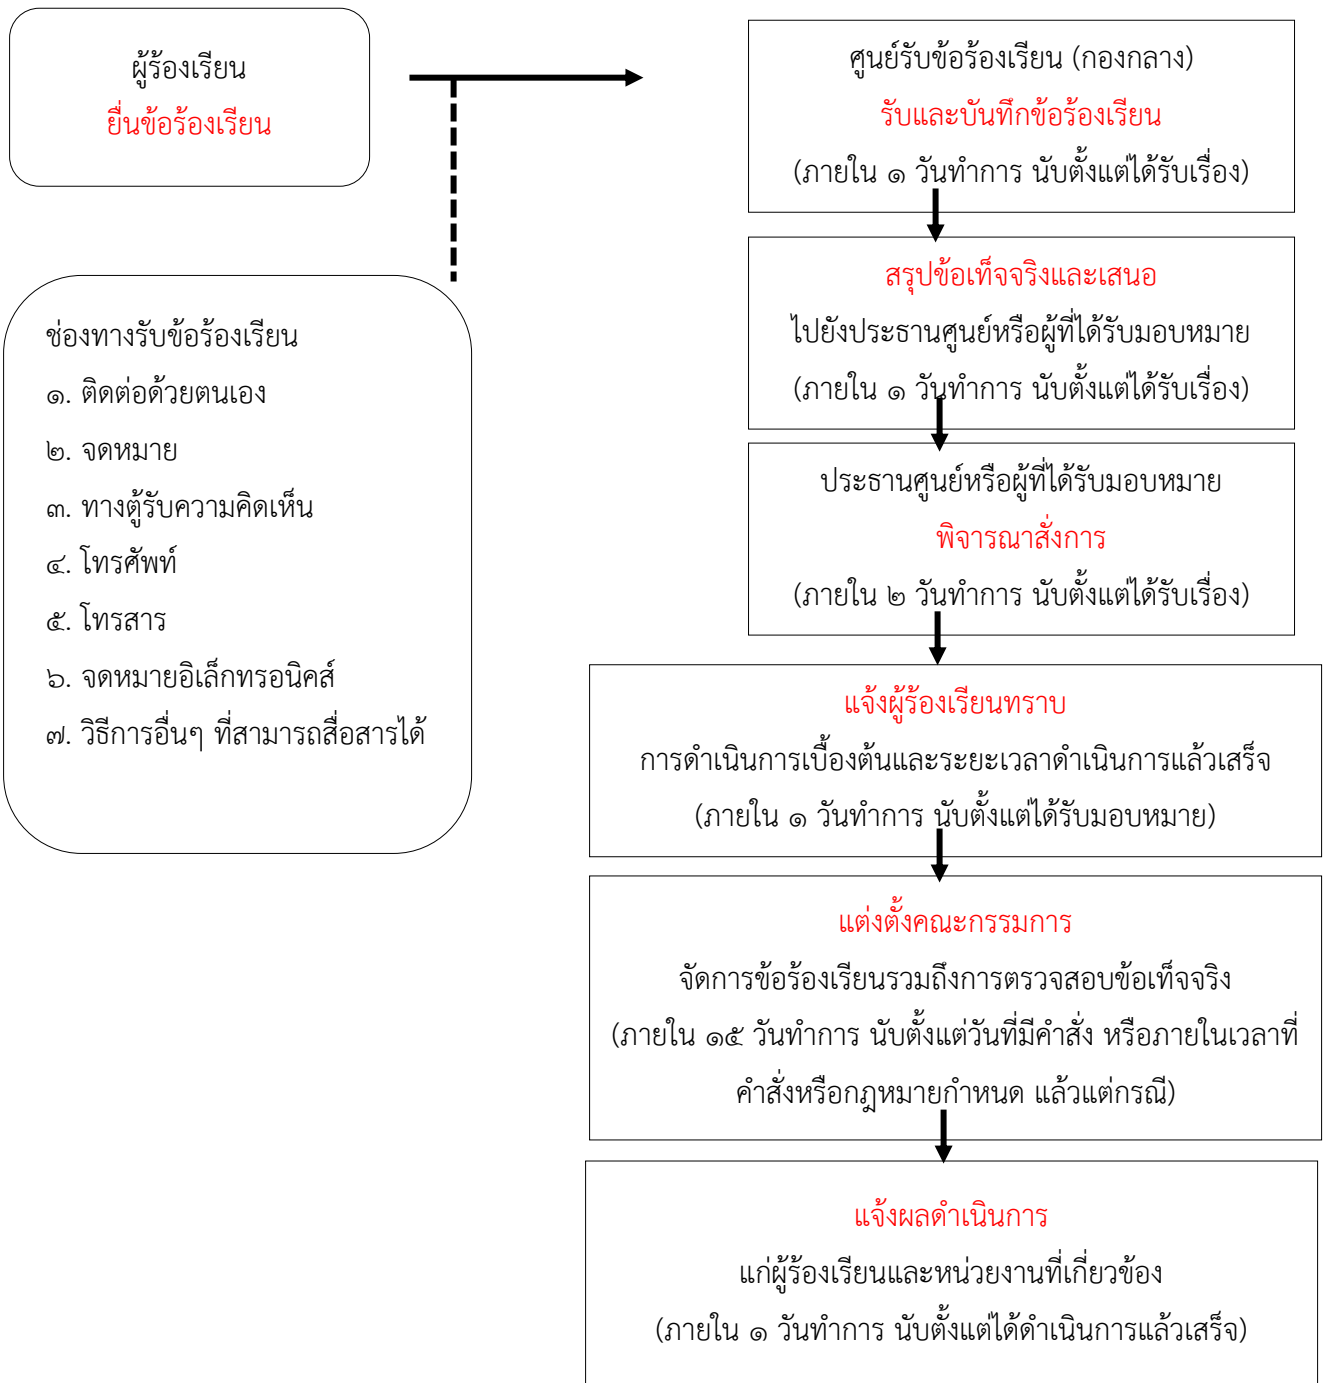 ผู้ร้องเรียน
ยื่นข้อร้องเรียน
ช่องทางรับข้อร้องเรียน
๑. ติดต่อด้วยตนเอง
๒. จดหมาย
๓. ทางตู้รับความคิดเห็น
๔. โทรศัพท์
๕. โทรสาร
๖. จดหมายอิเล็กทรอนิคส์
๗. วิธีการอื่นๆ ที่สามารถสื่อสารได้
ศูนย์รับข้อร้องเรียน (กองกลาง)
รับและบันทึกข้อร้องเรียน
(ภายใน ๑ วันทำการ นับตั้งแต่ได้รับเรื่อง)
สรุปข้อเท็จจริงและเสนอ
ไปยังประธานศูนย์หรือผู้ที่ได้รับมอบหมาย
(ภายใน ๑ วันทำการ นับตั้งแต่ได้รับเรื่อง)
ประธานศูนย์หรือผู้ที่ได้รับมอบหมาย
พิจารณาสั่งการ
(ภายใน ๒ วันทำการ นับตั้งแต่ได้รับเรื่อง)
แจ้งผู้ร้องเรียนทราบ
การดำเนินการเบื้องต้นและระยะเวลาดำเนินการแล้วเสร็จ
(ภายใน ๑ วันทำการ นับตั้งแต่ได้รับมอบหมาย)
แต่งตั้งคณะกรรมการ
จัดการข้อร้องเรียนรวมถึงการตรวจสอบข้อเท็จจริง
(ภายใน ๑๕ วันทำการ นับตั้งแต่วันที่มีคำสั่ง หรือภายในเวลาที่
คำสั่งหรือกฎหมายกำหนด แล้วแต่กรณี)
แจ้งผลดำเนินการ
แก่ผู้ร้องเรียนและหน่วยงานที่เกี่ยวข้อง
(ภายใน ๑ วันทำการ นับตั้งแต่ได้ดำเนินการแล้วเสร็จ)